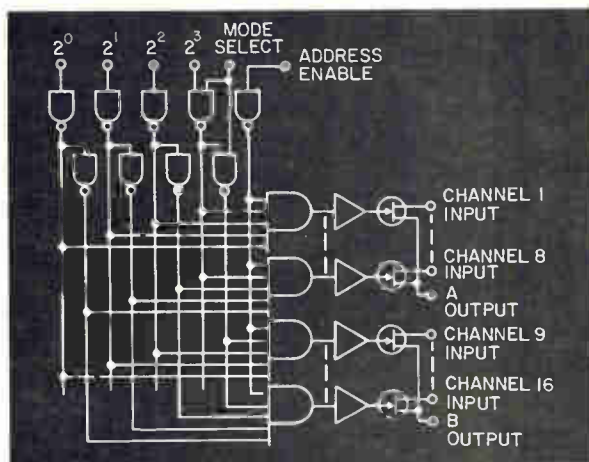 2⁰ 2¹ 2² 2³ MODE
SELECT
ADDRESS
ENABLE
CHANNEL 1
INPUT
CHANNEL 8
INPUT
A
OUTPUT
CHANNEL 9
INPUT
CHANNEL 16
INPUT
B
OUTPUT